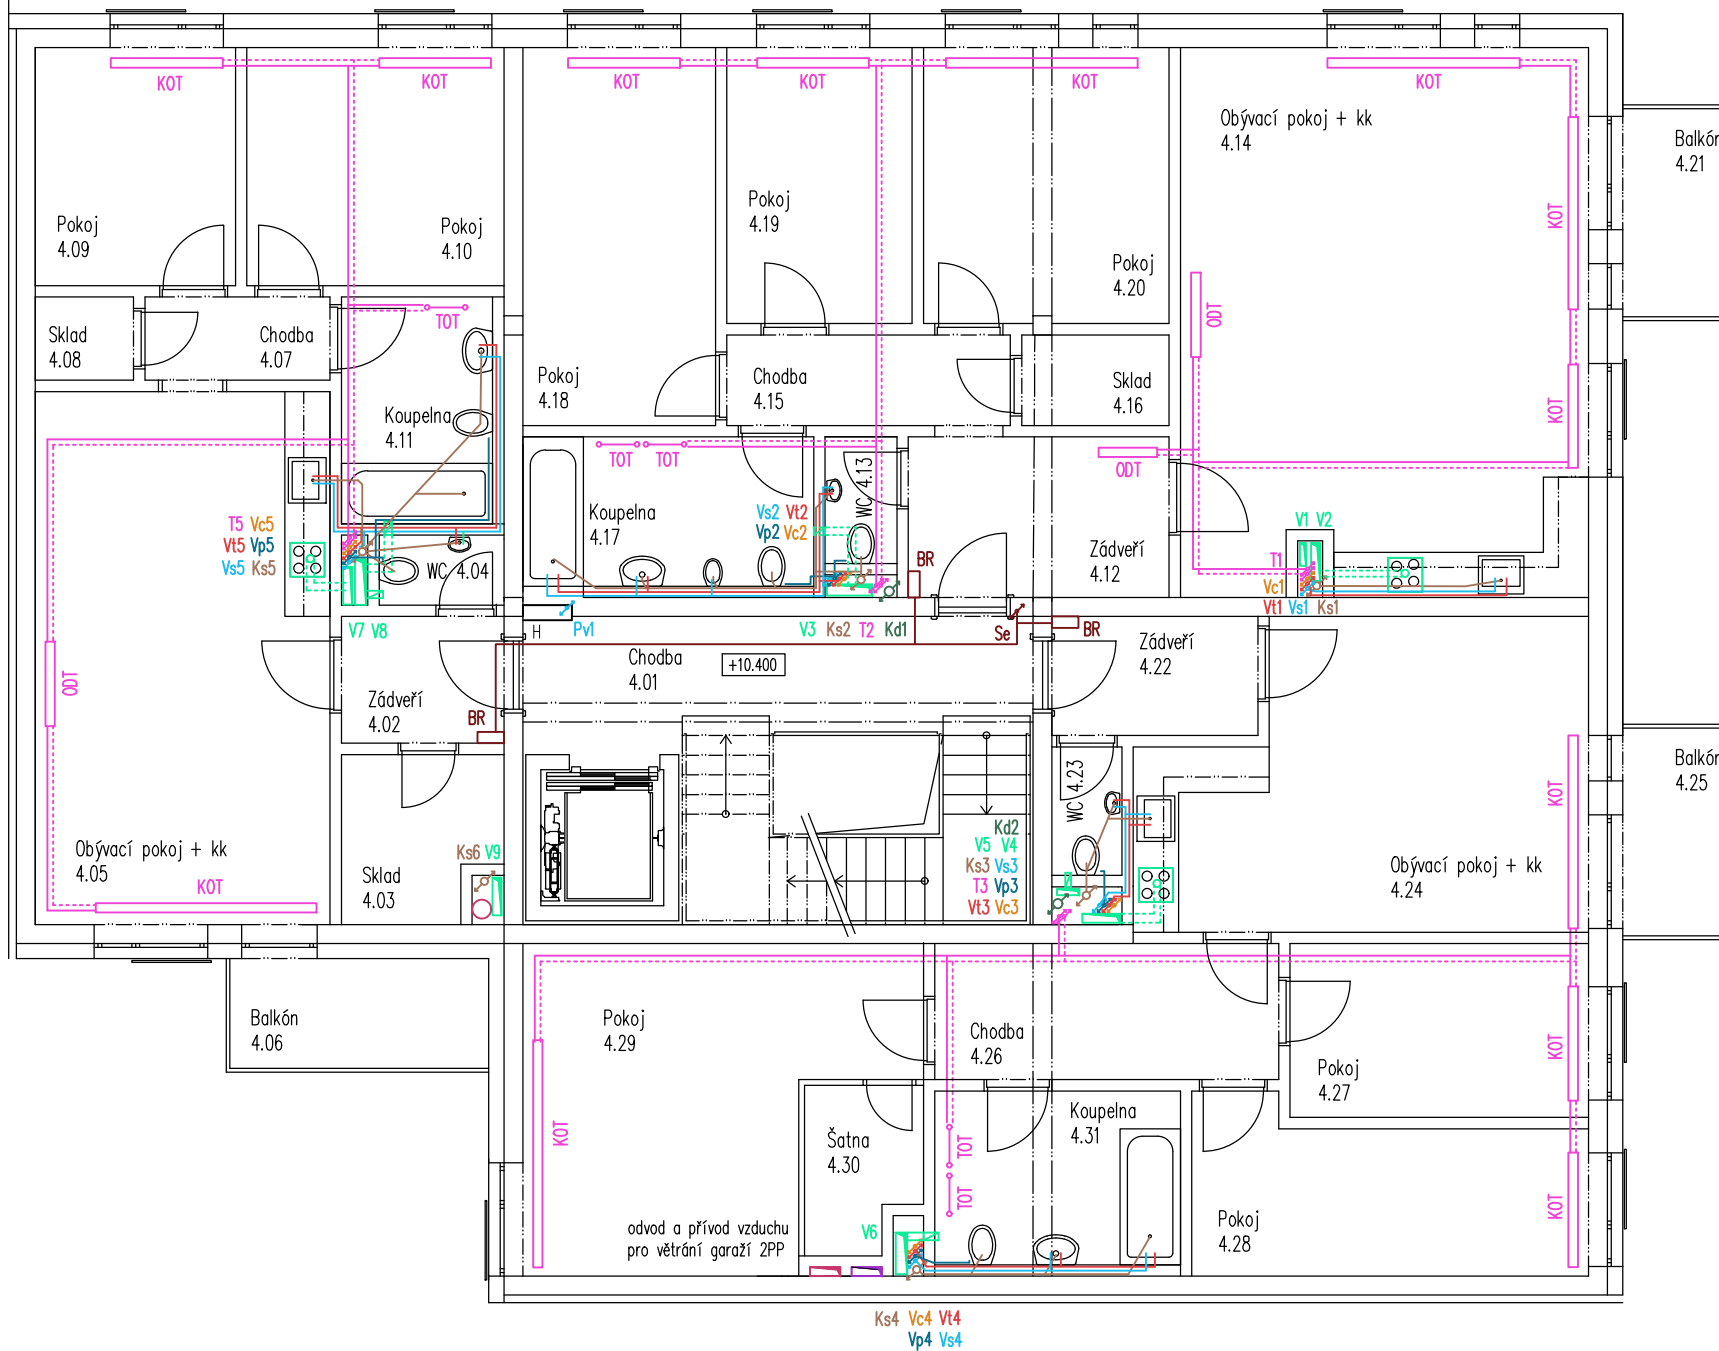 KOT
KOT
KOT
KOT
KOT
KOT
Obývací pokoj + kk
4.14
Balkón
4.21
Pokoj
4.09
Pokoj
4.10
Pokoj
4.19
KOT
Pokoj
4.20
ODT
TOT
Sklad
4.08
Chodba
4.07
Pokoj
4.18
Chodba
4.15
Sklad
4.16
KOT
Koupelna
4.11
TOT TOT
ODT
WC 4.13
Koupelna
4.17
Vs2 Vt2
Vp2 Vc2
T5 Vc5
Vt5 Vp5
Vs5 Ks5
WC 4.04
BR
Zádveří
4.12
V1 V2
T1
Vc1
Vt1 Vs1 Ks1
V7 V8
H
Pv1
V3 Ks2 T2 Kd1
Se
BR
Chodba
4.01
+10.400
Zádveří
4.22
ODT
Zádveří
4.02
BR
WC 4.23
Balkón
4.25
KOT
Obývací pokoj + kk
4.05
KOT
Sklad
4.03
Ks6 V9
Kd2
V5 V4
Ks3 Vs3
T3 Vp3
Vt3 Vc3
Obývací pokoj + kk
4.24
Balkón
4.06
Pokoj
4.29
Chodba
4.26
KOT
Pokoj
4.27
KOT
Šatna
4.30
Koupelna
4.31
TOT
TOT
KOT
Pokoj
4.28
odvod a přívod vzduchu
pro větrání garaží 2PP
V6
Ks4 Vc4 Vt4
Vp4 Vs4